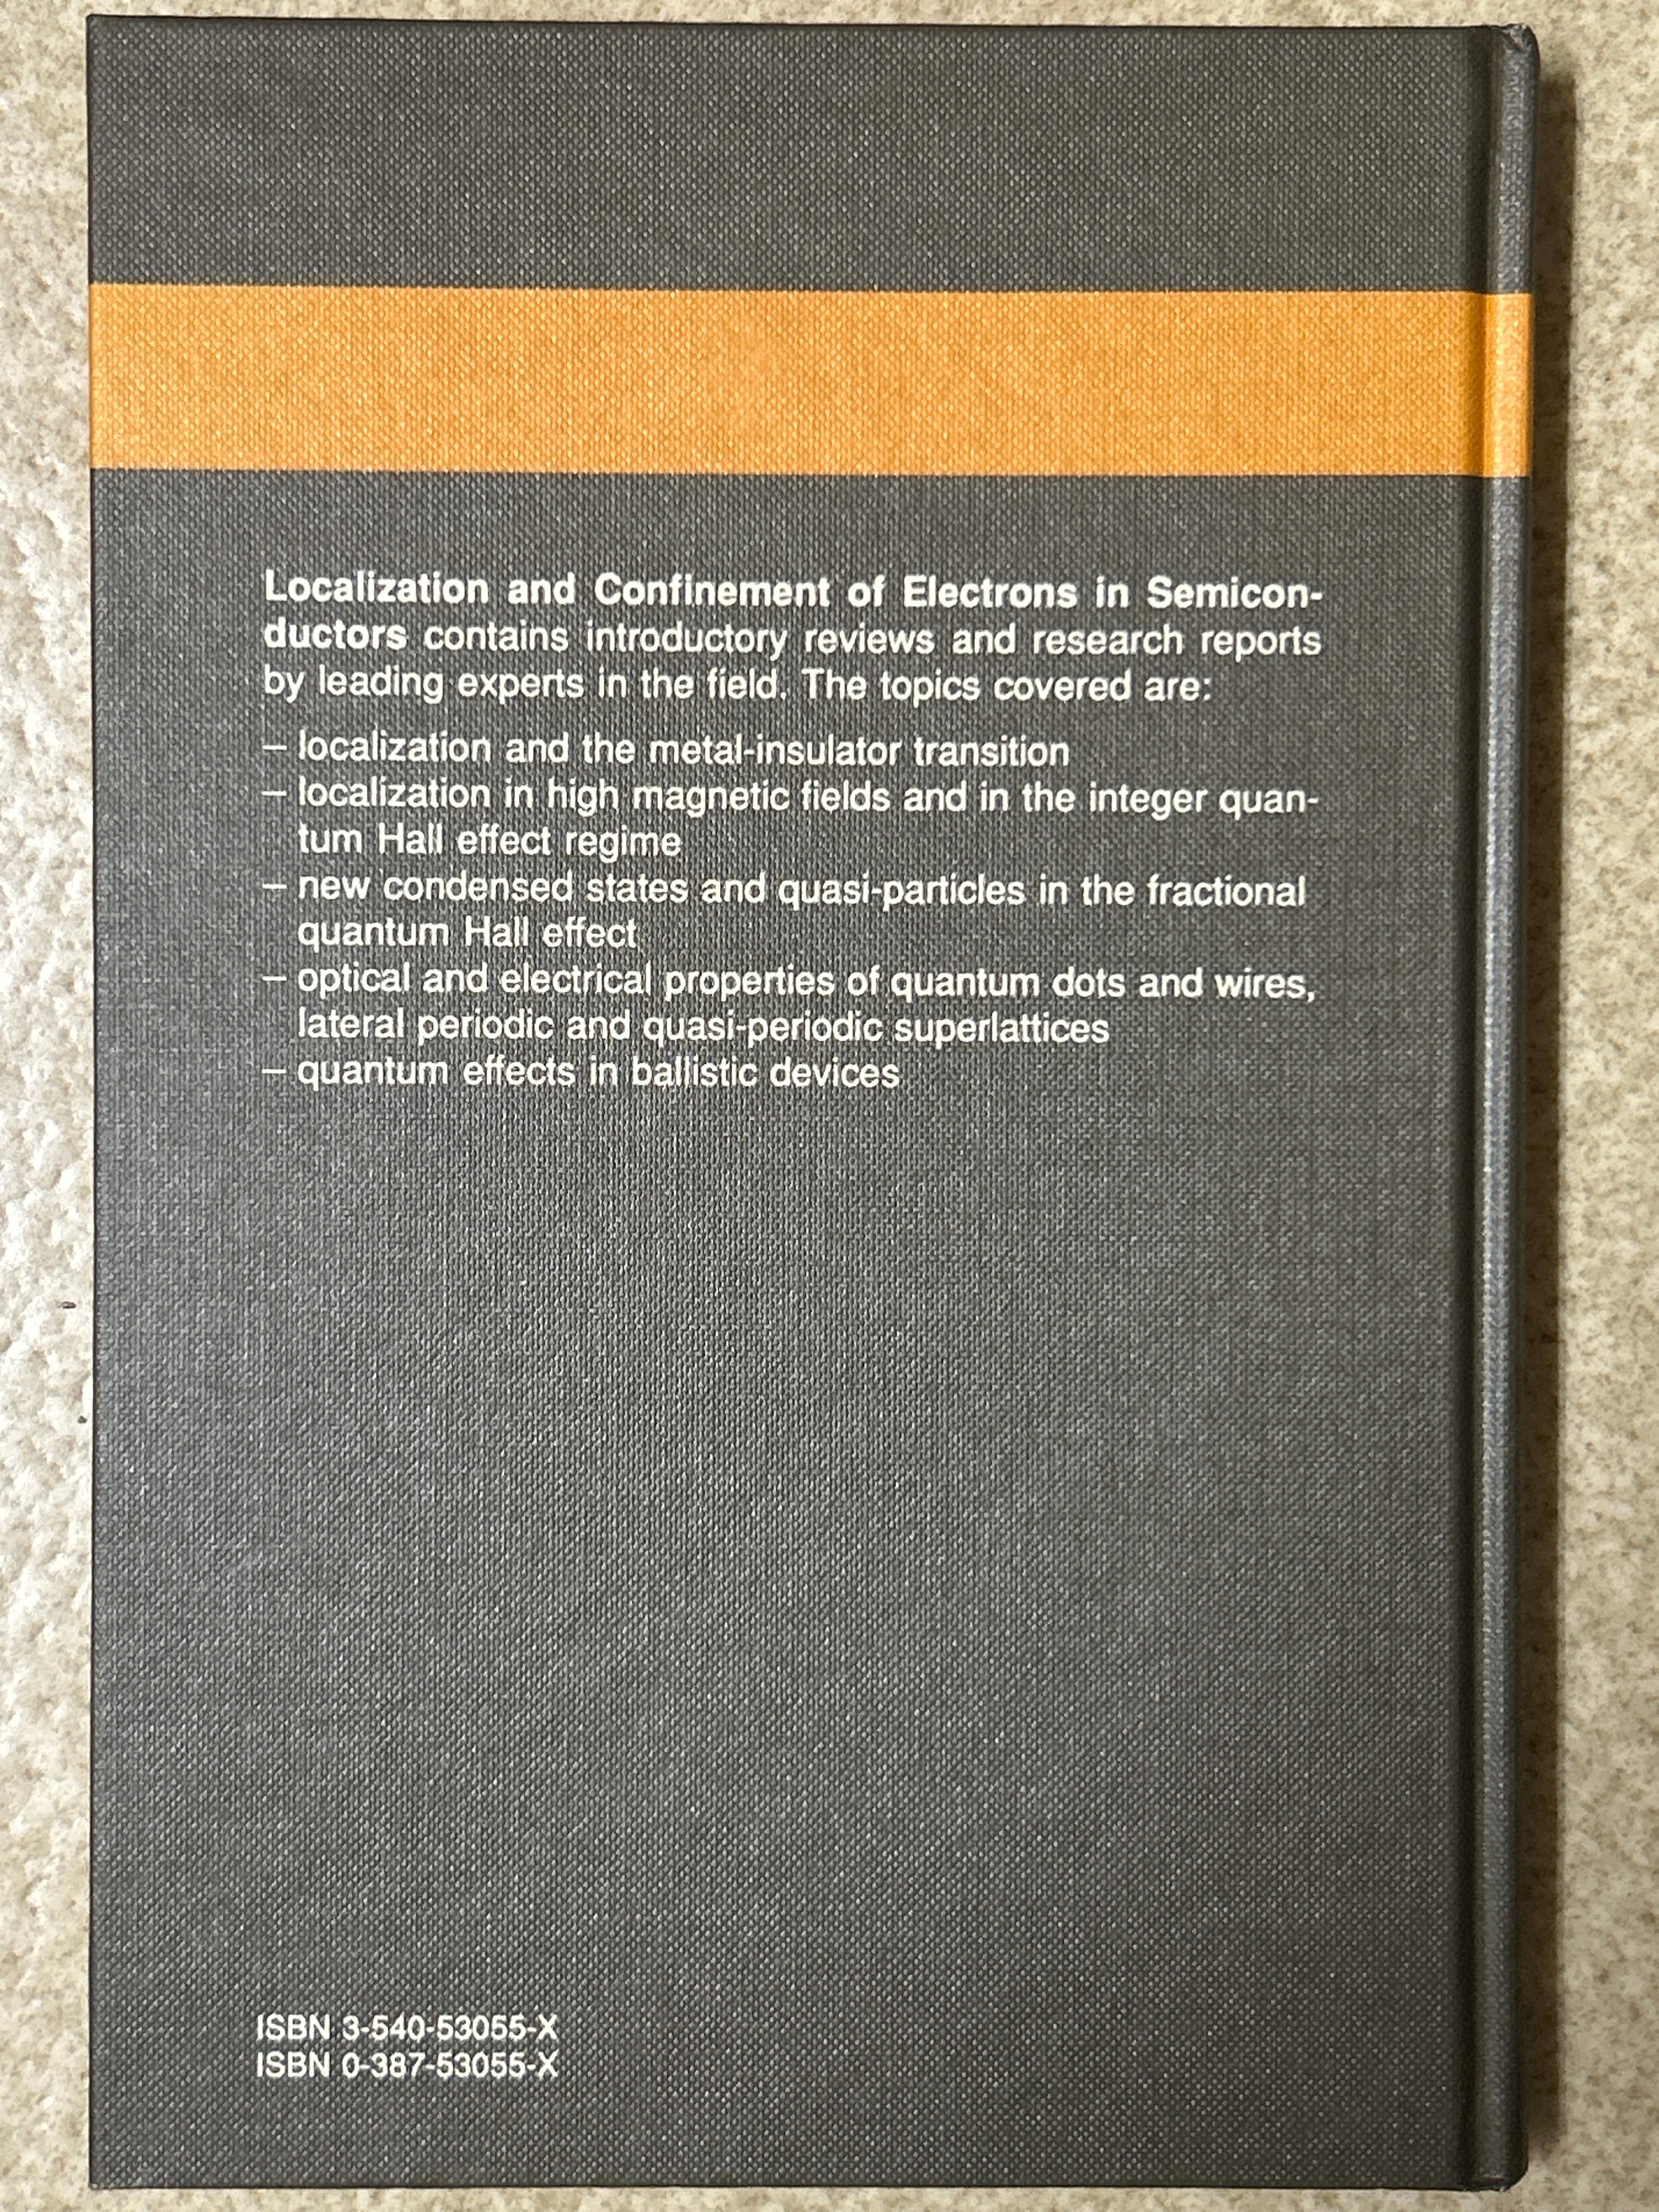 Localization and Confinement of Electrons in Semicon-
ductors contains introductory reviews and research reports
by leading experts in the field. The topics covered are:
– localization and the metal-insulator transition
– localization in high magnetic fields and in the integer quan-
tum Hall effect regime
– new condensed states and quasi-particles in the fractional
quantum Hall effect
– optical and electrical properties of quantum dots and wires,
lateral periodic and quasi-periodic superlattices
– quantum effects in ballistic devices
ISBN 3-540-53055-X
ISBN 0-387-53055-X